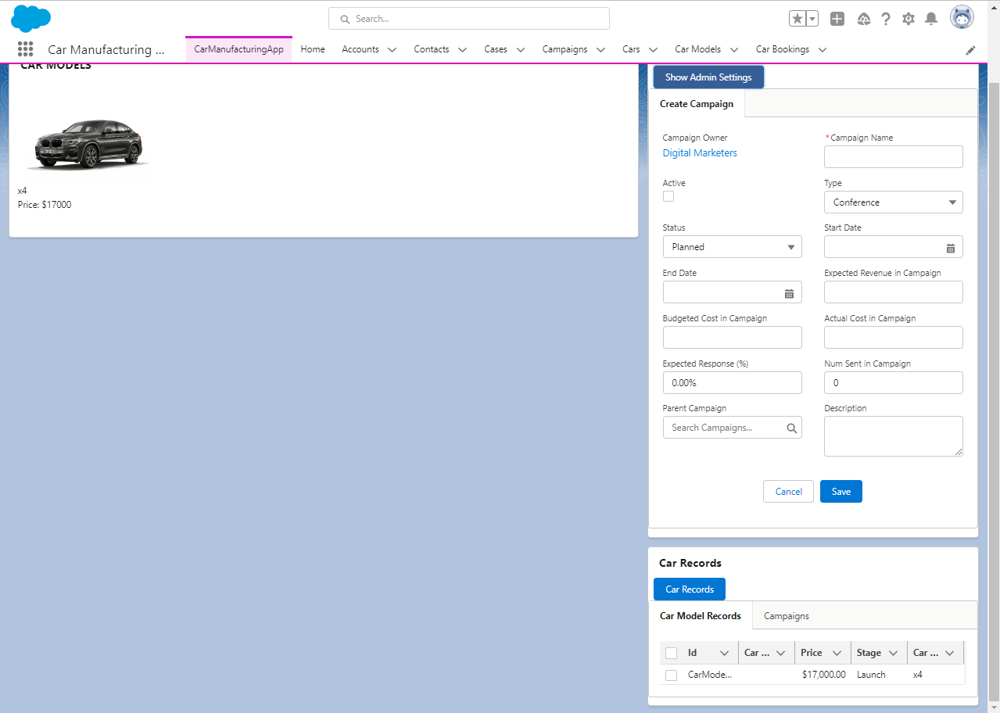 Search...
Car Manufacturing ...
CarManufacturingApp
Home
Accounts
Contacts
Cases
Campaigns
Cars
Car Models
Car Bookings
CAR MODELS
x4
Price: $17000
Show Admin Settings
Create Campaign
Campaign Owner
Digital Marketers
*Campaign Name
Active
Type
Conference
Status
Planned
Start Date
End Date
Expected Revenue in Campaign
Budgeted Cost in Campaign
Actual Cost in Campaign
Expected Response (%)
0.00%
Num Sent in Campaign
0
Parent Campaign
Search Campaigns...
Description
Cancel
Save
Car Records
Car Records
Car Model Records
Campaigns
Id
Car ...
Price
Stage
Car ...
CarMode...
$17,000.00
Launch
x4